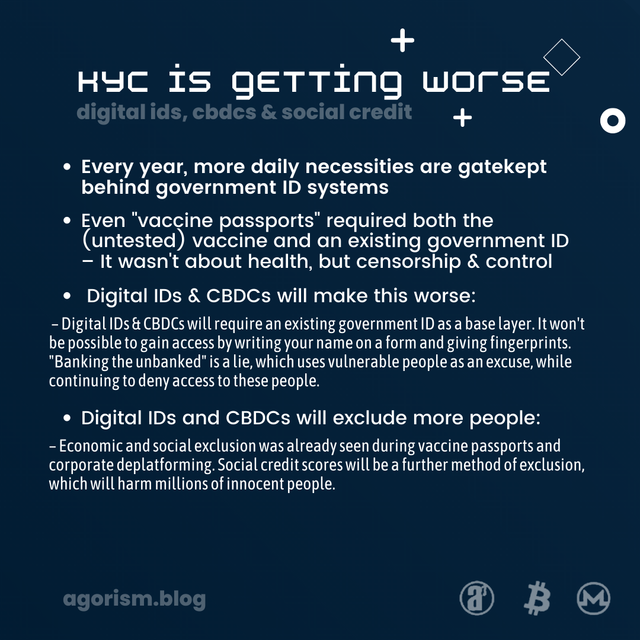 KYC is getting worse
digital ids, cbdcs & social credit
• Every year, more daily necessities are gatekept
behind government ID systems
• Even "vaccine passports" required both the
(untested) vaccine and an existing government ID
– It wasn't about health, but censorship & control
• Digital IDs & CBDCs will make this worse:
– Digital IDs & CBDCs will require an existing government ID as a base layer. It won't
be possible to gain access by writing your name on a form and giving fingerprints.
"Banking the unbanked" is a lie, which uses vulnerable people as an excuse, while
continuing to deny access to these people.
• Digital IDs and CBDCs will exclude more people:
– Economic and social exclusion was already seen during vaccine passports and
corporate deplatforming. Social credit scores will be a further method of exclusion,
which will harm millions of innocent people.
agorism.blog